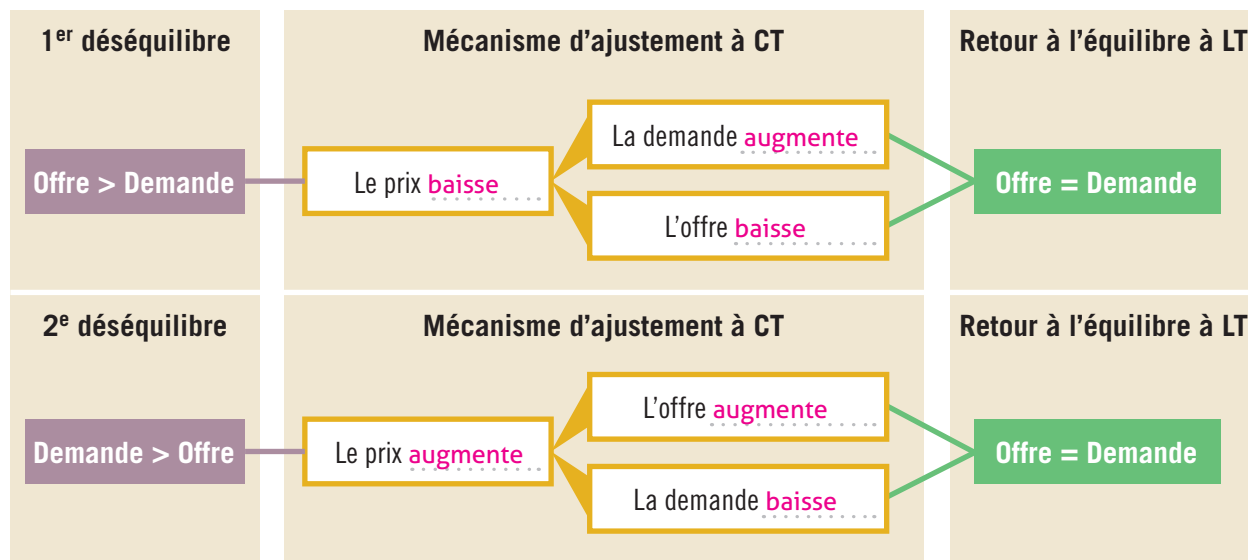 1er déséquilibre
Mécanisme d'ajustement à CT
Retour à l'équilibre à LT
Offre > Demande
Le prix baisse
La demande augmente
L'offre baisse
Offre = Demande
2e déséquilibre
Mécanisme d'ajustement à CT
Retour à l'équilibre à LT
Demande > Offre
Le prix augmente
L'offre augmente
La demande baisse
Offre = Demande